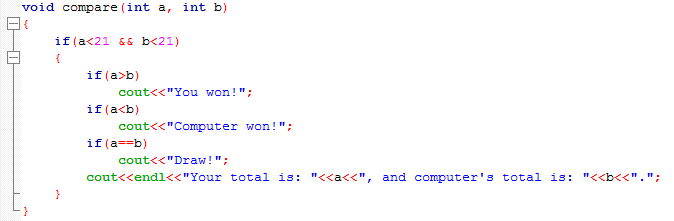 void compare(int a, int b)
{
if(a<21 && b<21)
{
if(a>b)
cout<<"You won!";
if(a<b)
cout<<"Computer won!";
if(a==b)
cout<<"Draw!";
cout<<endl<<"Your total is: "<<a<<", and computer's total is: "<<b<<".";
}
}